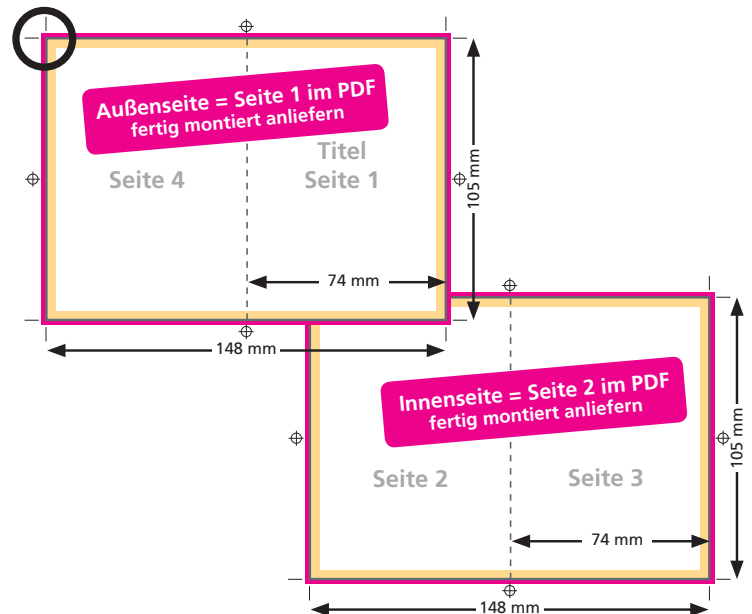 Außenseite = Seite 1 im PDF
fertig montiert anliefern
Titel
Seite 4
Seite 1
105 mm
74 mm
148 mm
Innenseite = Seite 2 im PDF
fertig montiert anliefern
Seite 2
Seite 3
105 mm
74 mm
148 mm